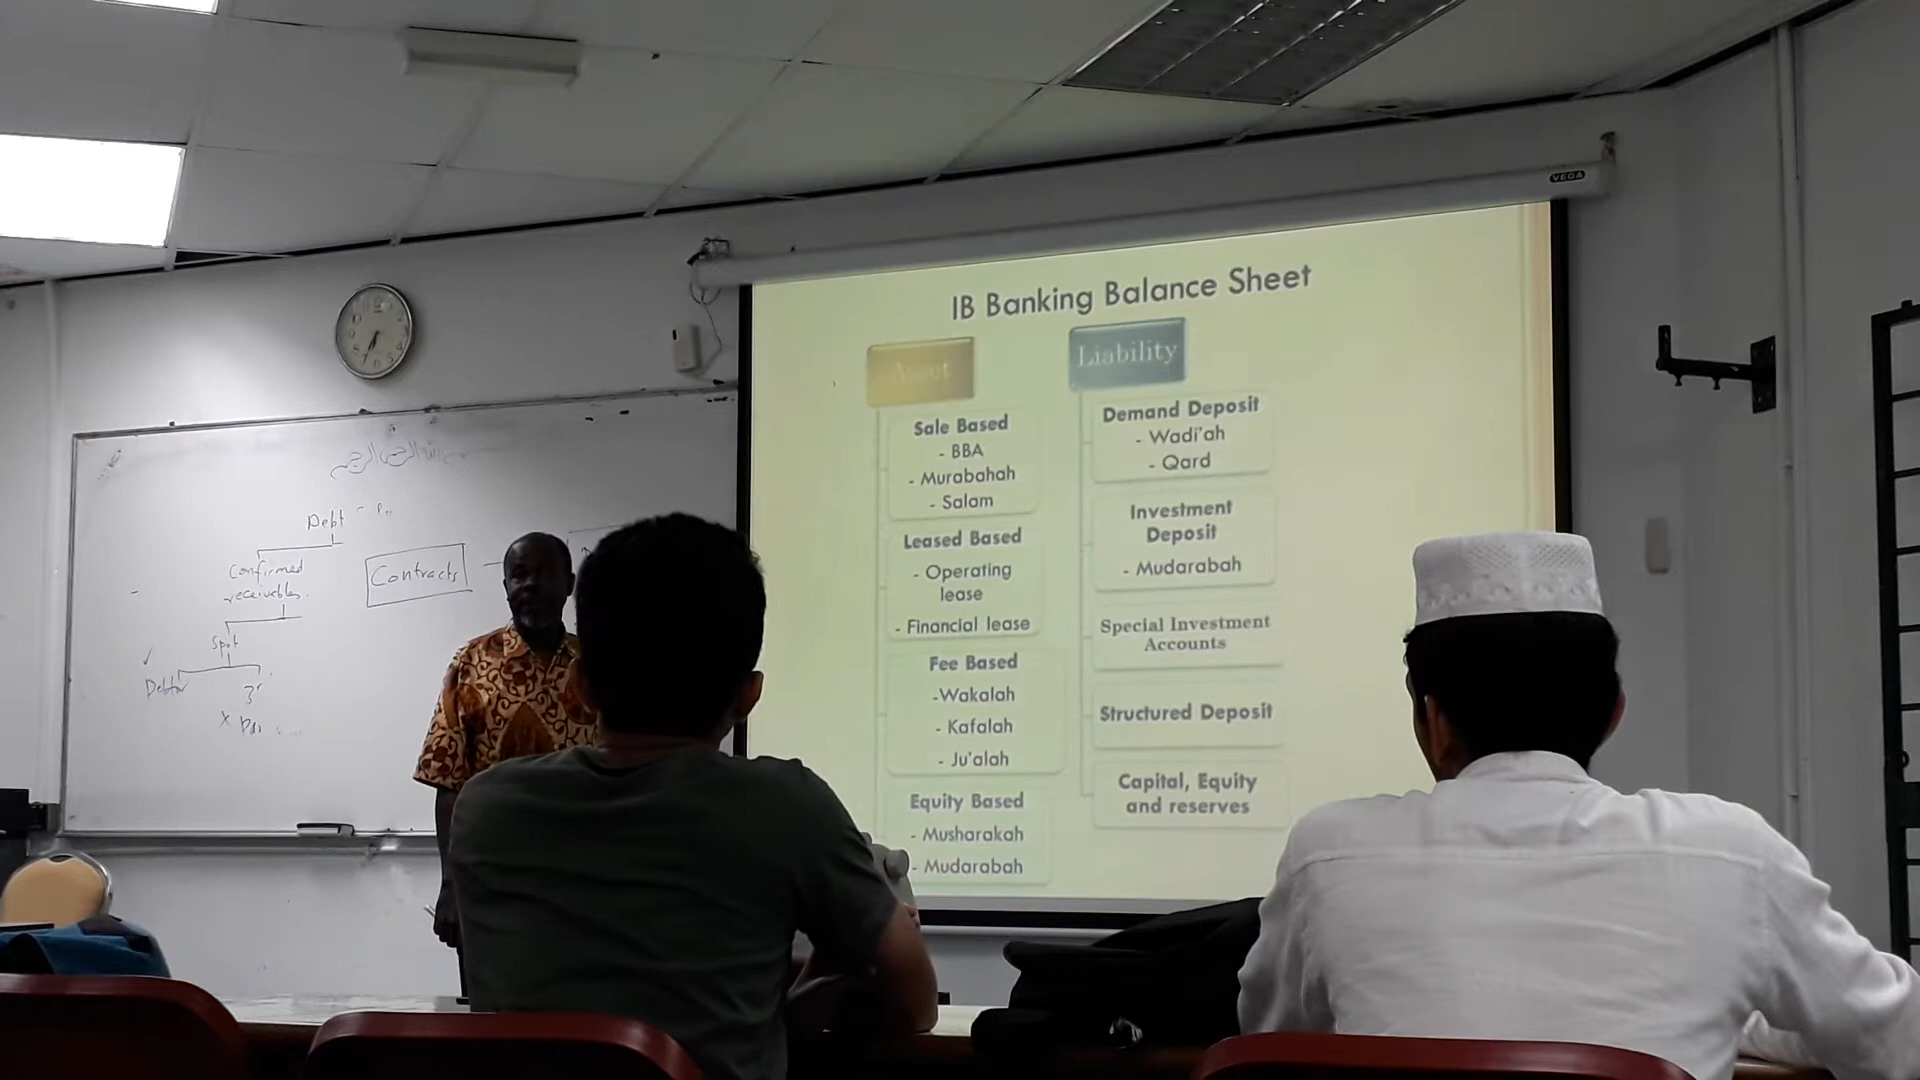 VEGA
IB Banking Balance Sheet
Asset
Sale Based
- BBA
- Murabahah
- Salam
Leased Based
- Operating
lease
- Financial lease
Fee Based
-Wakalah
- Kafalah
- Ju'alah
Equity Based
- Musharakah
- Mudarabah
Liability
Demand Deposit
- Wadi'ah
- Qard
Investment
Deposit
- Mudarabah
Special Investment
Accounts
Structured Deposit
Capital, Equity
and reserves
Debt
Confirmed
receivables.
Spot
Debtor
Contracts